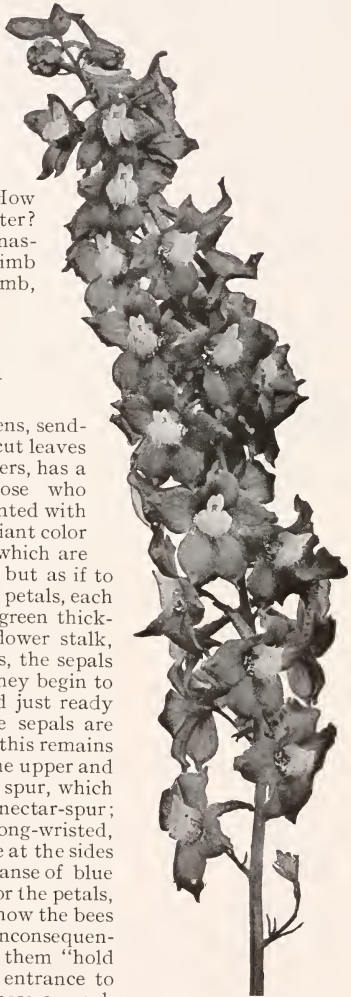 How
ter?
nas-
imb
mb,
ens, send-
cut leaves
ers, has a
ose who
nted with
iant color
which are
but as if to
petals, each
green thick-
lower stalk,
s, the sepals
hey begin to
d just ready
e sepals are
this remains
he upper and
spur, which
nectar-spur;
ong-wristed,
e at the sides
anse of blue
or the petals,
how the bees
nconsequen-
them "hold
entrance to